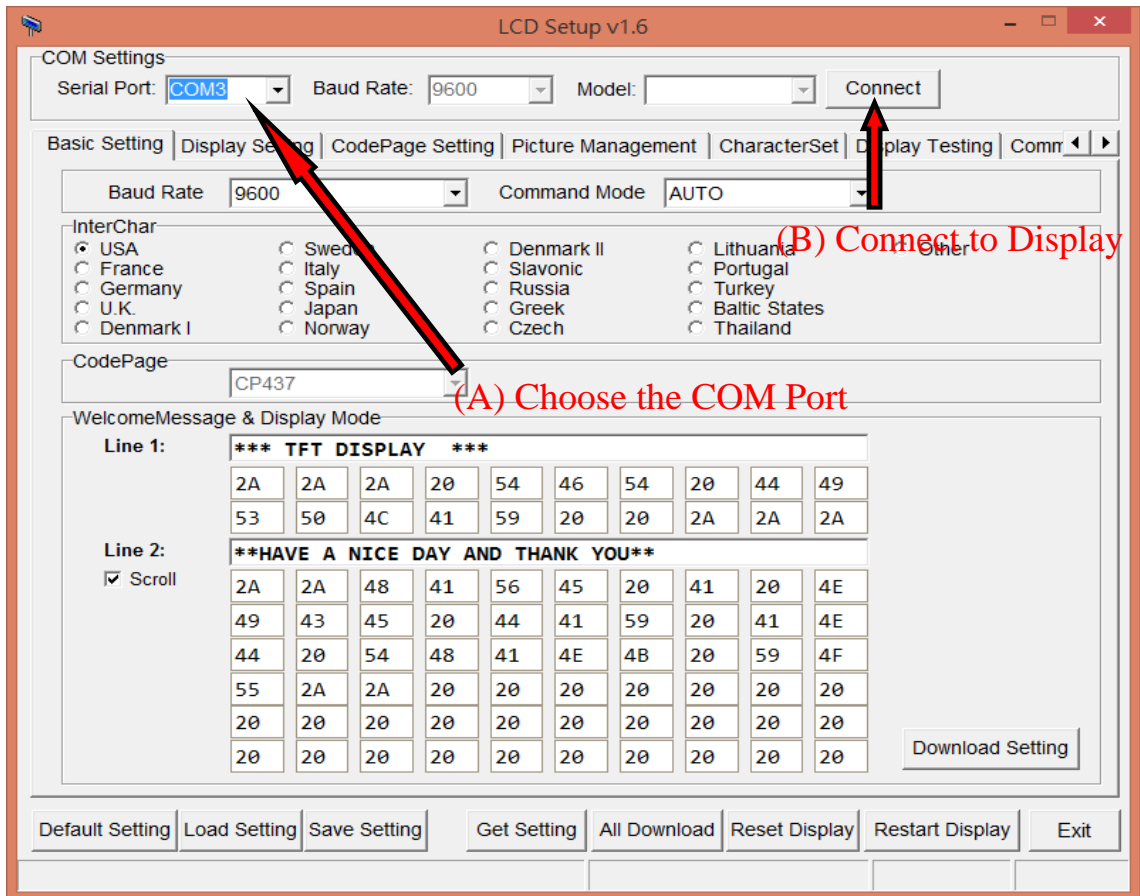 LCD Setup v1.6
COM Settings
Serial Port: COM3 Baud Rate: 9600 Model: Connect
Basic Setting Display Setting CodePage Setting Picture Management CharacterSet Display Testing Comm
Baud Rate 9600 Command Mode AUTO
InterChar
USA Sweden Denmark II Lithuania Other
(B) Connect to Display
France Italy Slavonic Portugal
Germany Spain Russia Turkey
U.K. Japan Greek Baltic States
Denmark I Norway Czech Thailand
CodePage
CP437
(A) Choose the COM Port
WelcomeMessage & Display Mode
Line 1: *** TFT DISPLAY  ***
2A 2A 2A 20 54 46 54 20 44 49
53 50 4C 41 59 20 20 2A 2A 2A
Line 2: **HAVE A NICE DAY AND THANK YOU**
Scroll
2A 2A 48 41 56 45 20 41 20 4E
49 43 45 20 44 41 59 20 41 4E
44 20 54 48 41 4E 4B 20 59 4F
55 2A 2A 20 20 20 20 20 20 20
20 20 20 20 20 20 20 20 20 20
20 20 20 20 20 20 20 20 20 20
Download Setting
Default Setting Load Setting Save Setting Get Setting All Download Reset Display Restart Display Exit